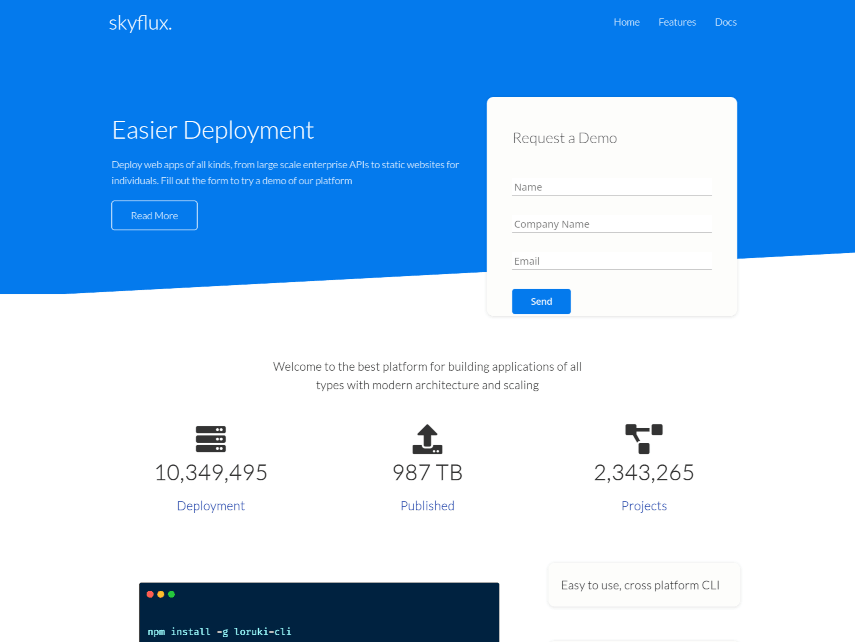 skyflux.
Home Features Docs
Easier Deployment
Deploy web apps of all kinds, from large scale enterprise APIs to static websites for
individuals. Fill out the form to try a demo of our platform
Read More
Request a Demo
Name
Company Name
Email
Send
Welcome to the best platform for building applications of all
types with modern architecture and scaling
10,349,495
Deployment
987 TB
Published
2,343,265
Projects
npm install -g loruki-cli
Easy to use, cross platform CLI